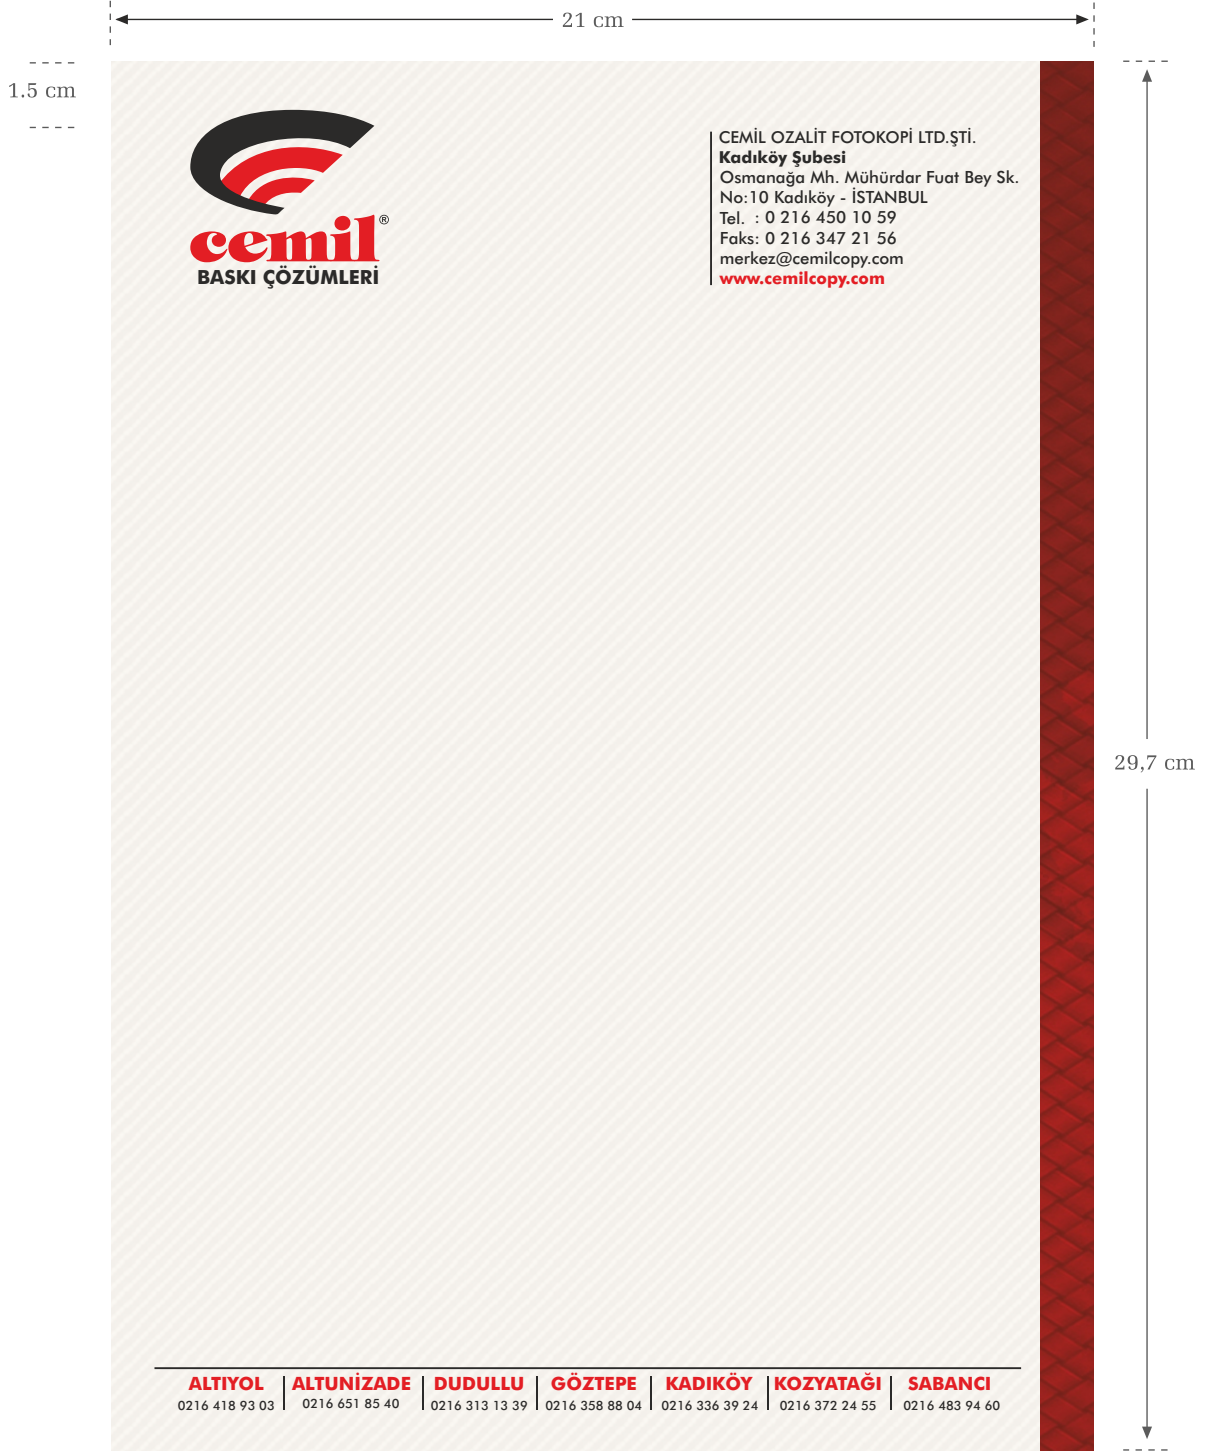 21 cm
1.5 cm
cemil®
BASKI ÇÖZÜMLERİ
CEMİL OZALİT FOTOKOPİ LTD.ŞTİ.
Kadıköy Şubesi
Osmanağa Mh. Mühürdar Fuat Bey Sk.
No:10 Kadıköy - İSTANBUL
Tel. : 0 216 450 10 59
Faks: 0 216 347 21 56
merkez@cemilcopy.com
www.cemilcopy.com
29,7 cm
ALTIYOL ALTUNİZADE DUDULLU GÖZTEPE KADIKÖY KOZYATAĞI SABANCI
0216 418 93 03 0216 651 85 40 0216 313 13 39 0216 358 88 04 0216 336 39 24 0216 372 24 55 0216 483 94 60